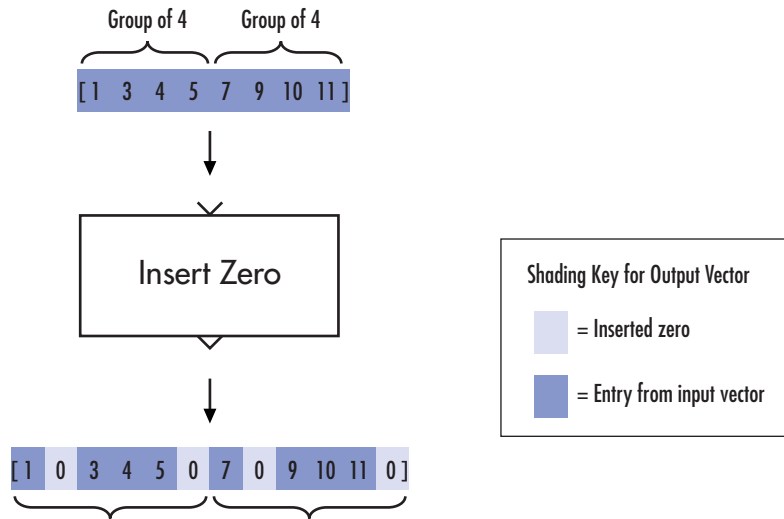 Group of 4 Group of 4
[ 1 3 4 5 7 9 10 11 ]
Insert Zero
Shading Key for Output Vector
= Inserted zero
= Entry from input vector
[ 1 0 3 4 5 0 7 0 9 10 11 0 ]